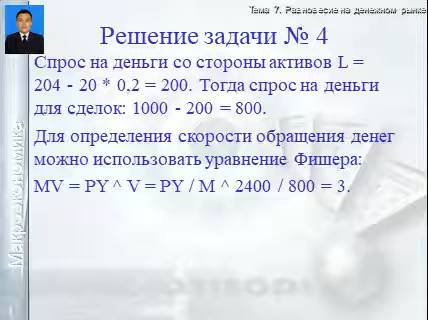 Тема 7. Равновесие на денежном рынке
Решение задачи № 4
Спрос на деньги со стороны активов L =
204 - 20 * 0,2 = 200. Тогда спрос на деньги
для сделок: 1000 - 200 = 800.
Для определения скорости обращения денег
можно использовать уравнение Фишера:
MV = PY ^ V = PY / M ^ 2400 / 800 = 3.
Макроэкономике